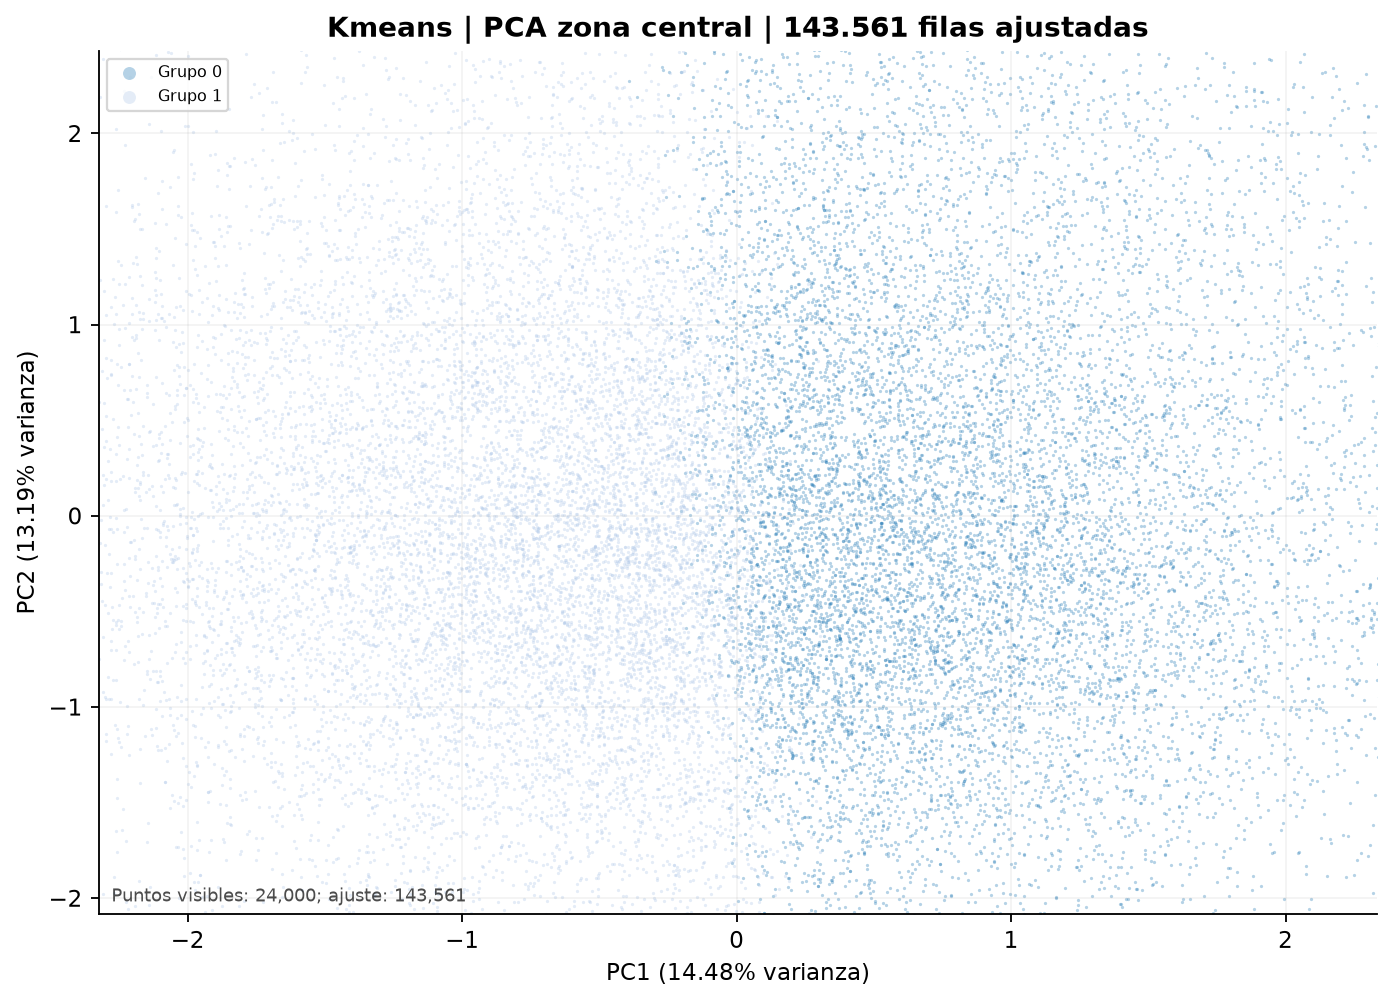 Kmeans | PCA zona central | 143.561 filas ajustadas
Grupo 0
Grupo 1
PC2 (13.19% varianza)
2
1
0
−1
−2
Puntos visibles: 24,000; ajuste: 143,561
−2
−1
0
1
2
PC1 (14.48% varianza)